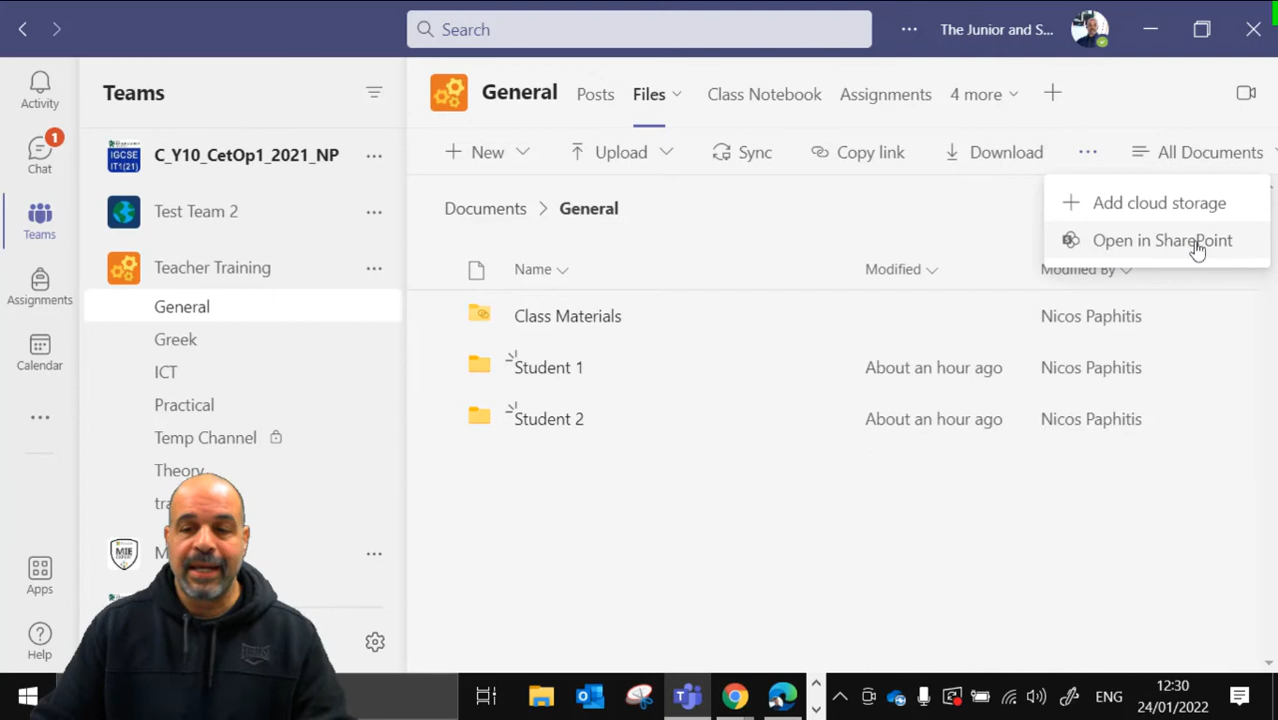 Search
The Junior and S...
Activity
Chat
1
Teams
Assignments
Calendar
Apps
Help
Teams
IGCSE
IT1(21)
C_Y10_CetOp1_2021_NP
Test Team 2
Teacher Training
General
Greek
ICT
Practical
Temp Channel
Theory
MIE
General
Posts
Files
Class Notebook
Assignments
4 more
New
Upload
Sync
Copy link
Download
All Documents
Add cloud storage
Open in SharePoint
Documents > General
Name
Modified
Modified By
Class Materials
Nicos Paphitis
Student 1
About an hour ago
Nicos Paphitis
Student 2
About an hour ago
Nicos Paphitis
ENG
12:30
24/01/2022